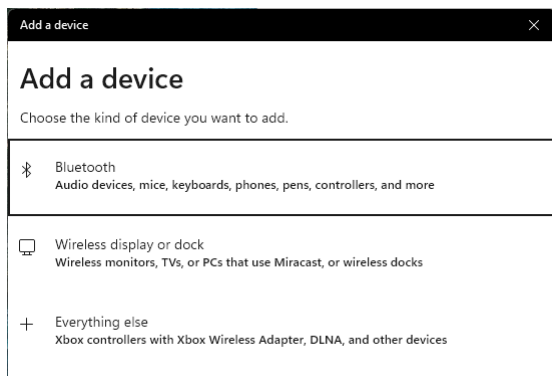 Add a device
Add a device
Choose the kind of device you want to add.
Bluetooth
Audio devices, mice, keyboards, phones, pens, controllers, and more
Wireless display or dock
Wireless monitors, TVs, or PCs that use Miracast, or wireless docks
Everything else
Xbox controllers with Xbox Wireless Adapter, DLNA, and other devices